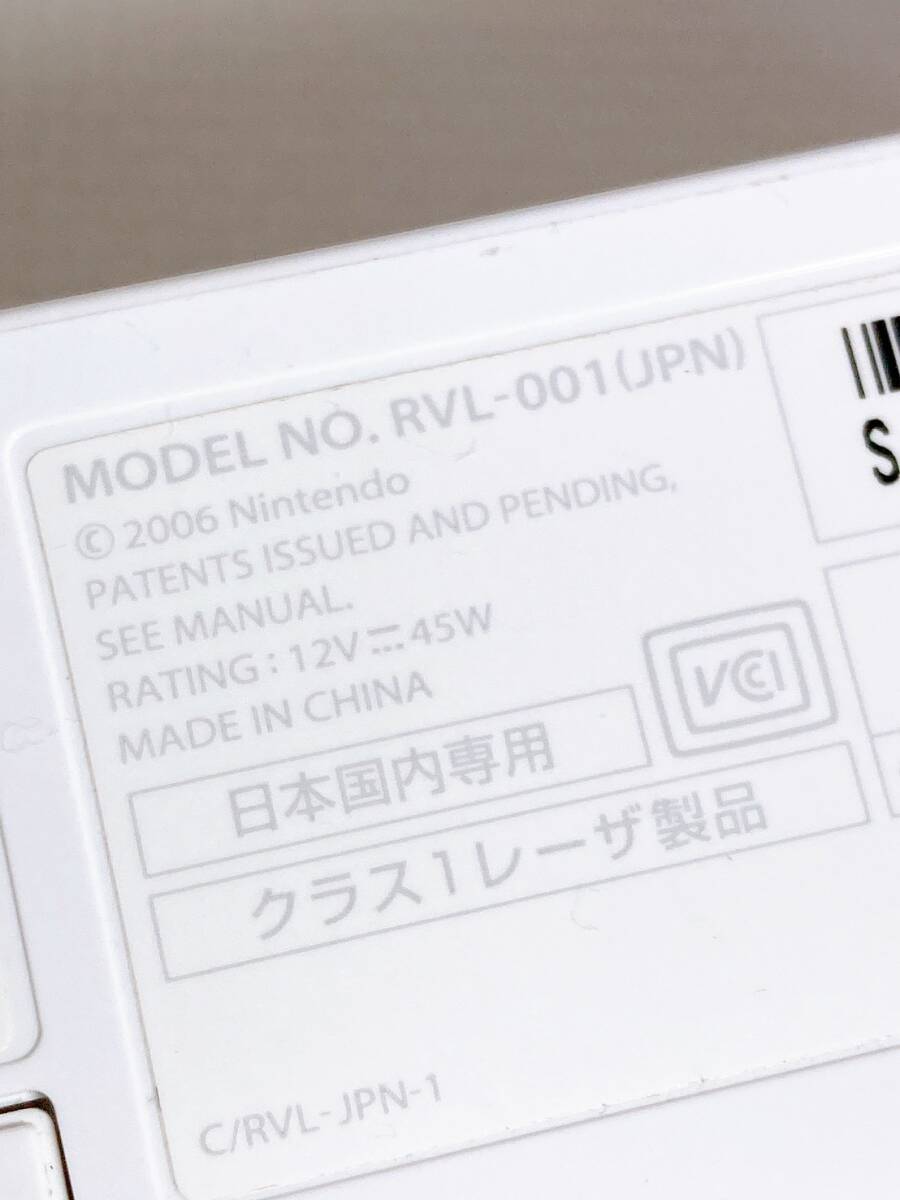 MODEL NO. RVL-001(JPN)
© 2006 Nintendo
PATENTS ISSUED AND PENDING,
SEE MANUAL.
RATING : 12V⎓45W
MADE IN CHINA
VCCI
日本国内専用
クラス1レーザ製品
C/RVL-JPN-1
S